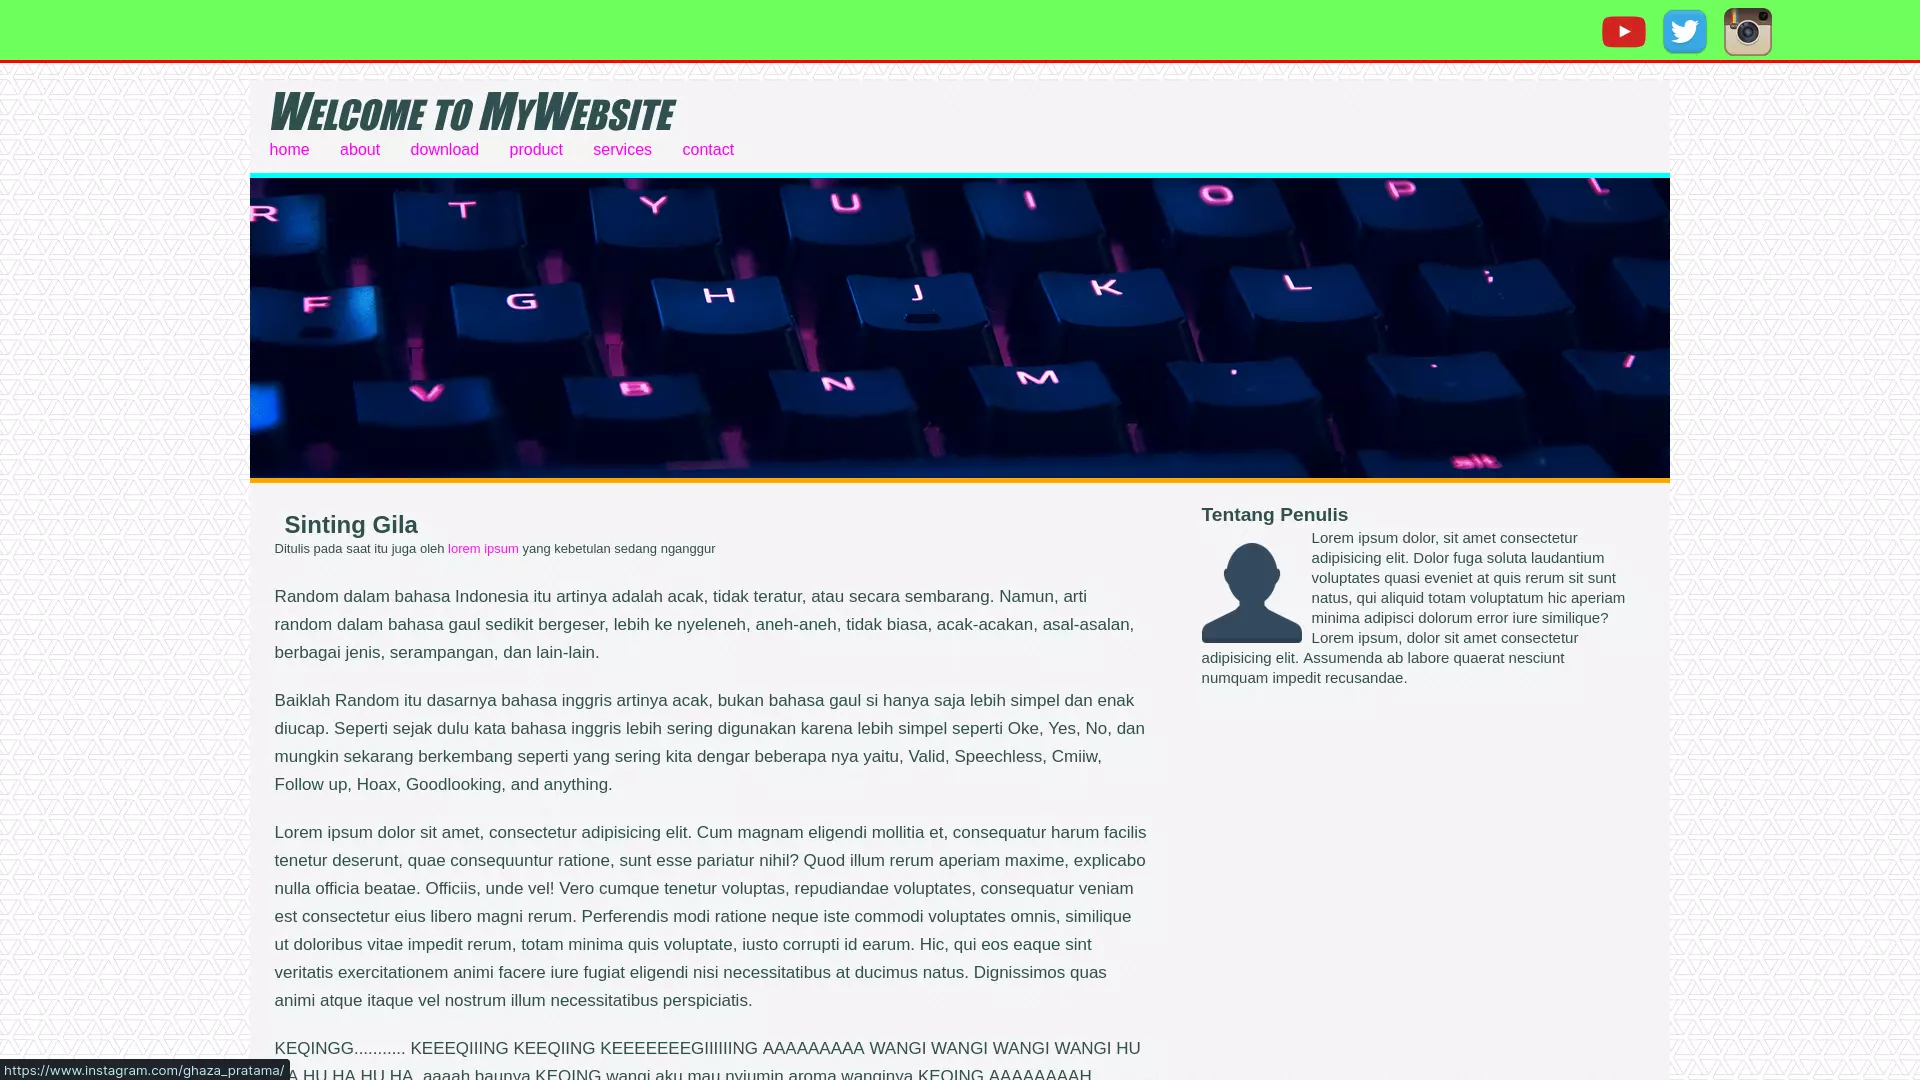 Welcome to MyWebsite
home about download product services contact
R T Y U I O P [
F G H J K L ;
V B N M , . /
alt
Sinting Gila
Ditulis pada saat itu juga oleh lorem ipsum yang kebetulan sedang nganggur
Random dalam bahasa Indonesia itu artinya adalah acak, tidak teratur, atau secara sembarang. Namun, arti
random dalam bahasa gaul sedikit bergeser, lebih ke nyeleneh, aneh-aneh, tidak biasa, acak-acakan, asal-asalan,
berbagai jenis, serampangan, dan lain-lain.
Baiklah Random itu dasarnya bahasa inggris artinya acak, bukan bahasa gaul si hanya saja lebih simpel dan enak
diucap. Seperti sejak dulu kata bahasa inggris lebih sering digunakan karena lebih simpel seperti Oke, Yes, No, dan
mungkin sekarang berkembang seperti yang sering kita dengar beberapa nya yaitu, Valid, Speechless, Cmiiw,
Follow up, Hoax, Goodlooking, and anything.
Lorem ipsum dolor sit amet, consectetur adipisicing elit. Cum magnam eligendi mollitia et, consequatur harum facilis
tenetur deserunt, quae consequuntur ratione, sunt esse pariatur nihil? Quod illum rerum aperiam maxime, explicabo
nulla officia beatae. Officiis, unde vel! Vero cumque tenetur voluptas, repudiandae voluptates, consequatur veniam
est consectetur eius libero magni rerum. Perferendis modi ratione neque iste commodi voluptates omnis, similique
ut doloribus vitae impedit rerum, totam minima quis voluptate, iusto corrupti id earum. Hic, qui eos eaque sint
veritatis exercitationem animi facere iure fugiat eligendi nisi necessitatibus at ducimus natus. Dignissimos quas
animi atque itaque vel nostrum illum necessitatibus perspiciatis.
KEQINGG........... KEEEQIIING KEEQIING KEEEEEEEGIIIIIING AAAAAAAAA WANGI WANGI WANGI WANGI HU
HU HA HU HA, aaaah baunya KEQING wangi aku mau nyiumin aroma wanginya KEQING AAAAAAAAH
Tentang Penulis
Lorem ipsum dolor, sit amet consectetur
adipisicing elit. Dolor fuga soluta laudantium
voluptates quasi eveniet at quis rerum sit sunt
natus, qui aliquid totam voluptatum hic aperiam
minima adipisci dolorum error iure similique?
Lorem ipsum, dolor sit amet consectetur
adipisicing elit. Assumenda ab labore quaerat nesciunt
numquam impedit recusandae.
https://www.instagram.com/ghaza_pratama/